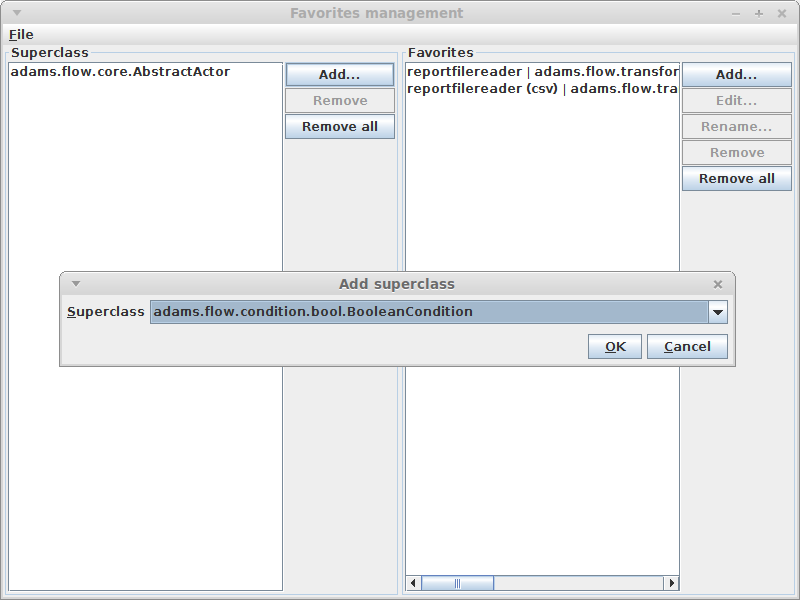 Favorites management
File
Superclass
adams.flow.core.AbstractActor
Add...
Remove
Remove all
Favorites
reportfilereader | adams.flow.transfor
reportfilereader (csv) | adams.flow.tra
Add...
Edit...
Rename...
Remove
Remove all
Add superclass
Superclass adams.flow.condition.bool.BooleanCondition
OK Cancel